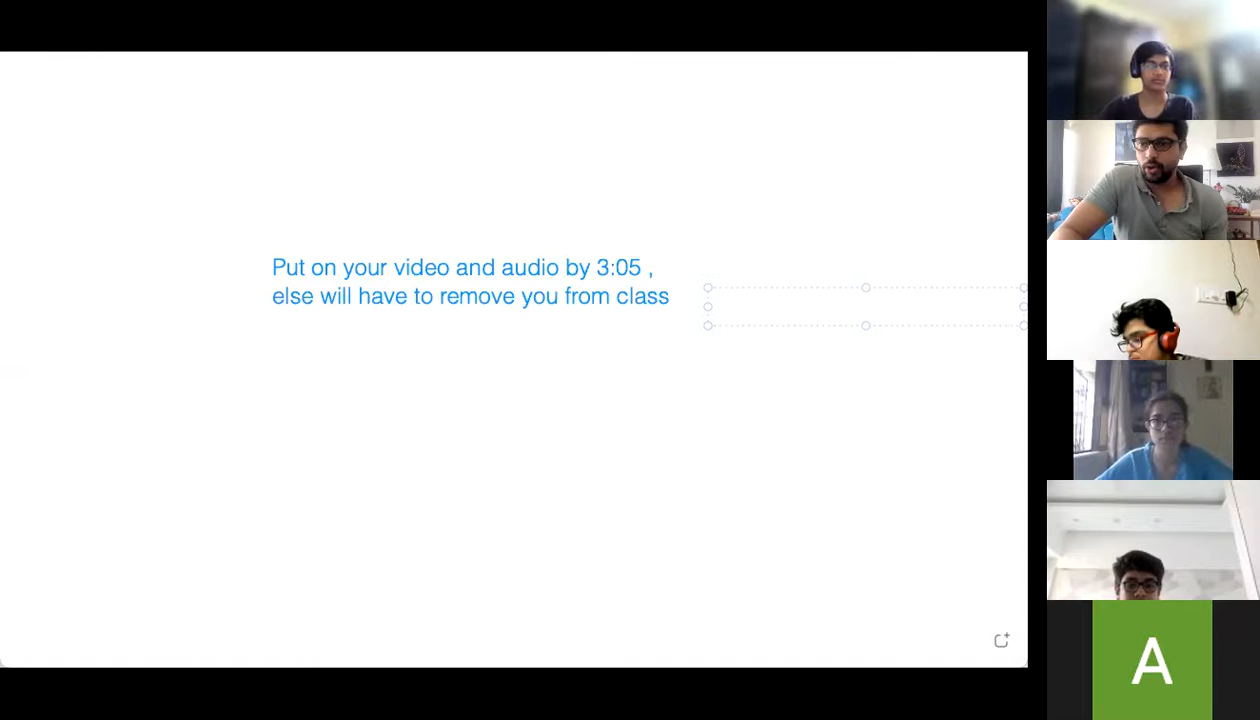 Put on your video and audio by 3:05 ,
else will have to remove you from class
A